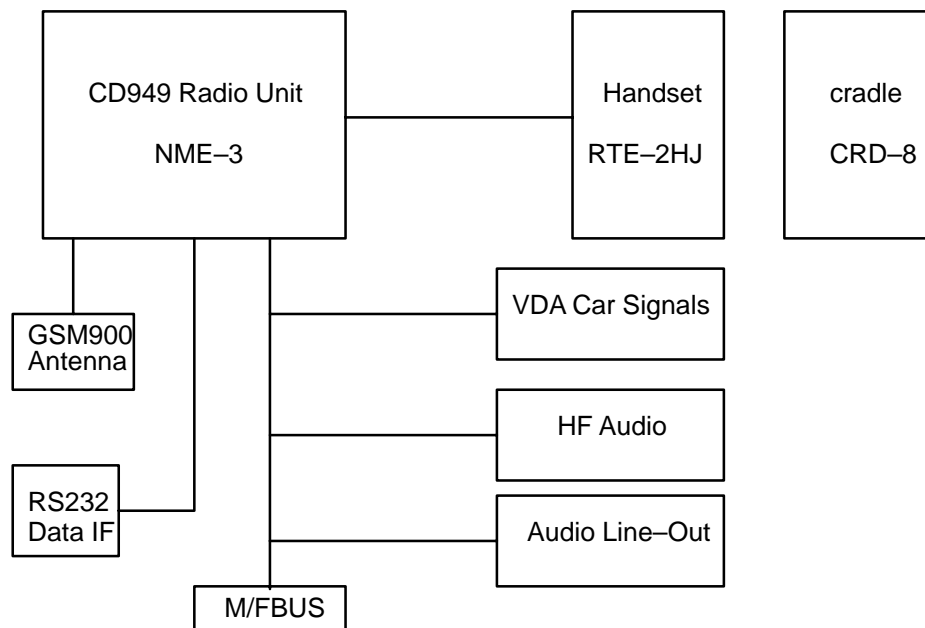 CD949 Radio Unit
NME–3
Handset
RTE–2HJ
cradle
CRD–8
VDA Car Signals
GSM900
Antenna
HF Audio
RS232
Data IF
Audio Line–Out
M/FBUS